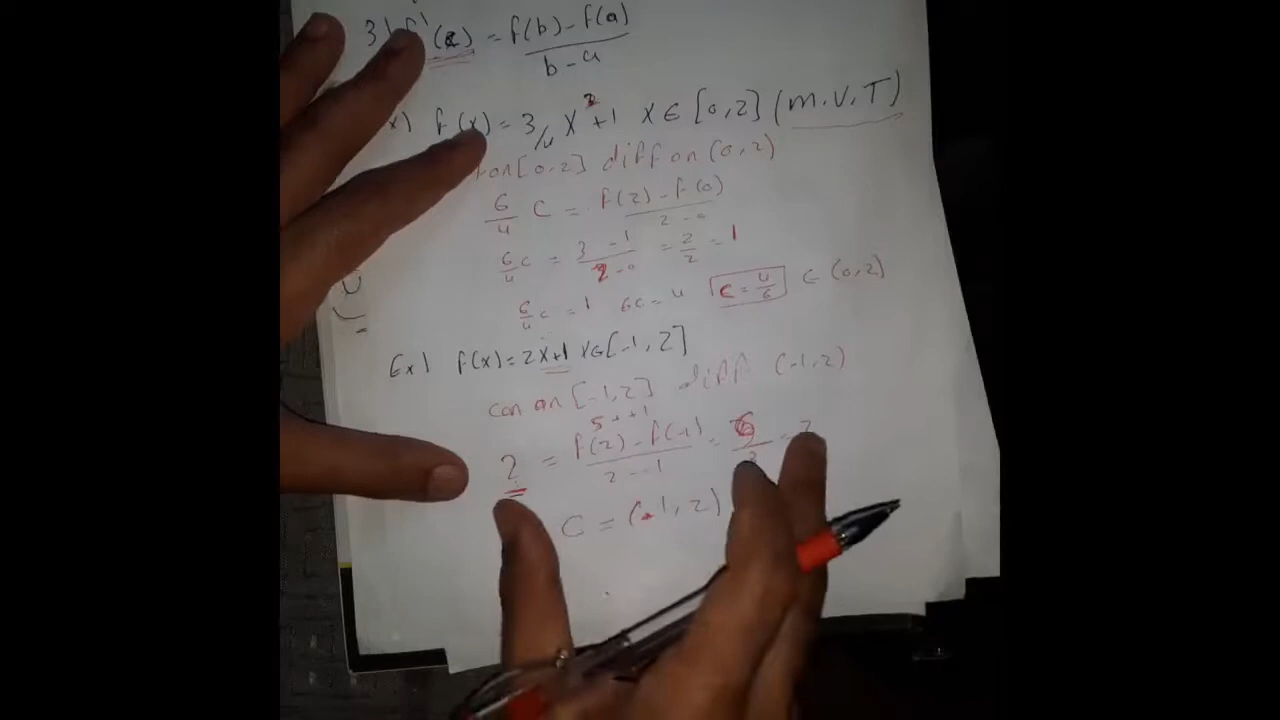 3) f'(c) = f(b)-f(a) / b-a
x) f(x) = 3/4 x² +1 x∈ [0,2] (m.V.T)
on[0,2] diff on (0,2)
6/4 C = f(2)-f(0) / 2-0
6/4 c = 3-1 / 2-0 = 2/2 = 1
6/4 c = 1 6c = 4 c = 4/6 ∈ (0,2)
Ex) f(x)=2x+1 x∈[-1,2]
con on [-1,2] diff (-1,2)
5 + +1
2 = f(2)-f(-1) / 2--1 = 6/3 = 2
C = (-1,2)